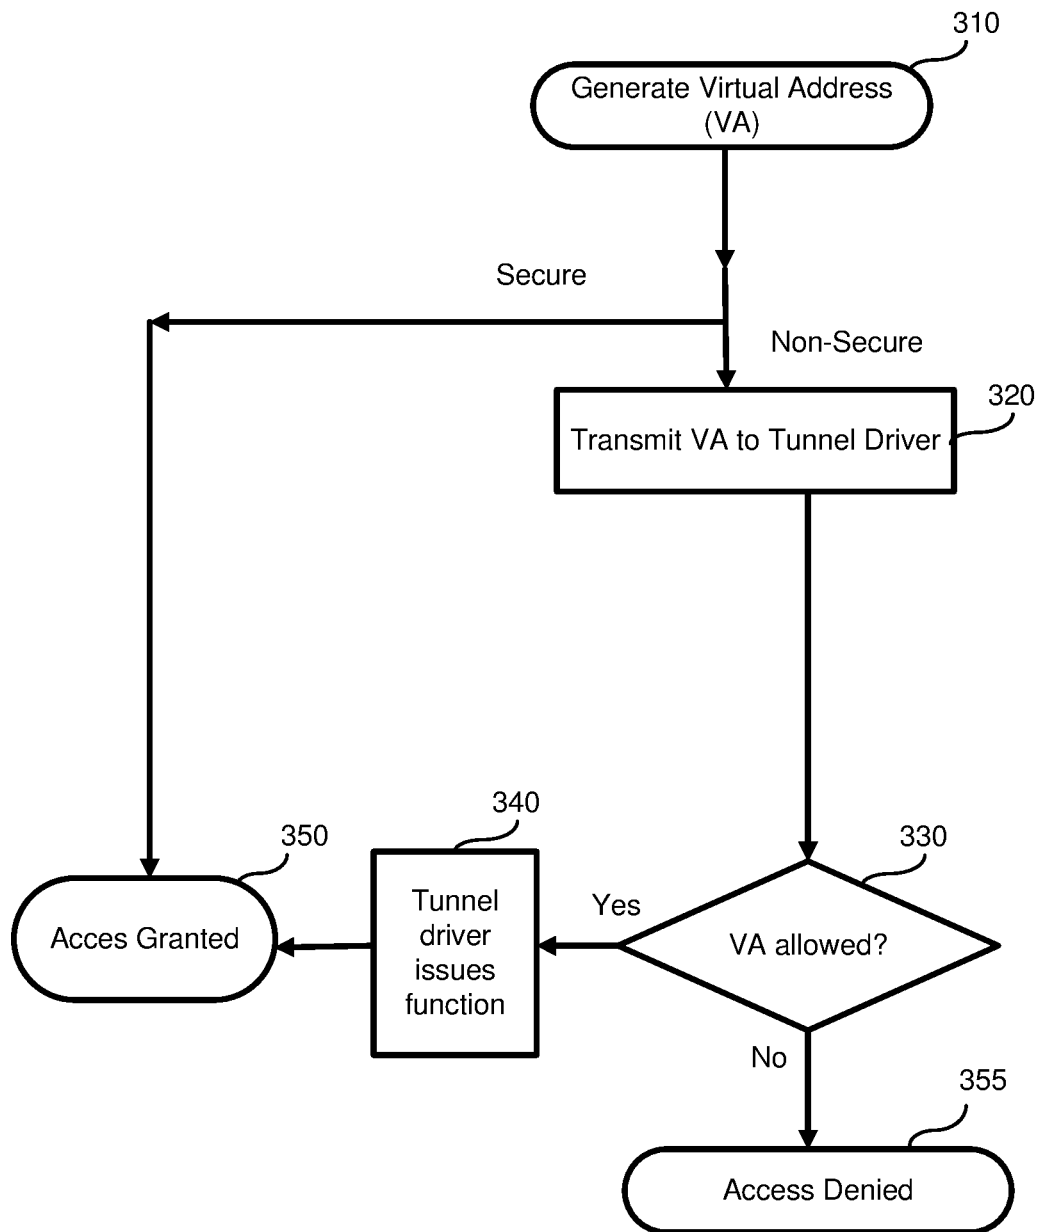 310
Generate Virtual Address
(VA)
Secure
Non-Secure
320
Transmit VA to Tunnel Driver
340
330
350
Tunnel
driver
issues
function
Yes
Acces Granted
VA allowed?
No
355
Access Denied